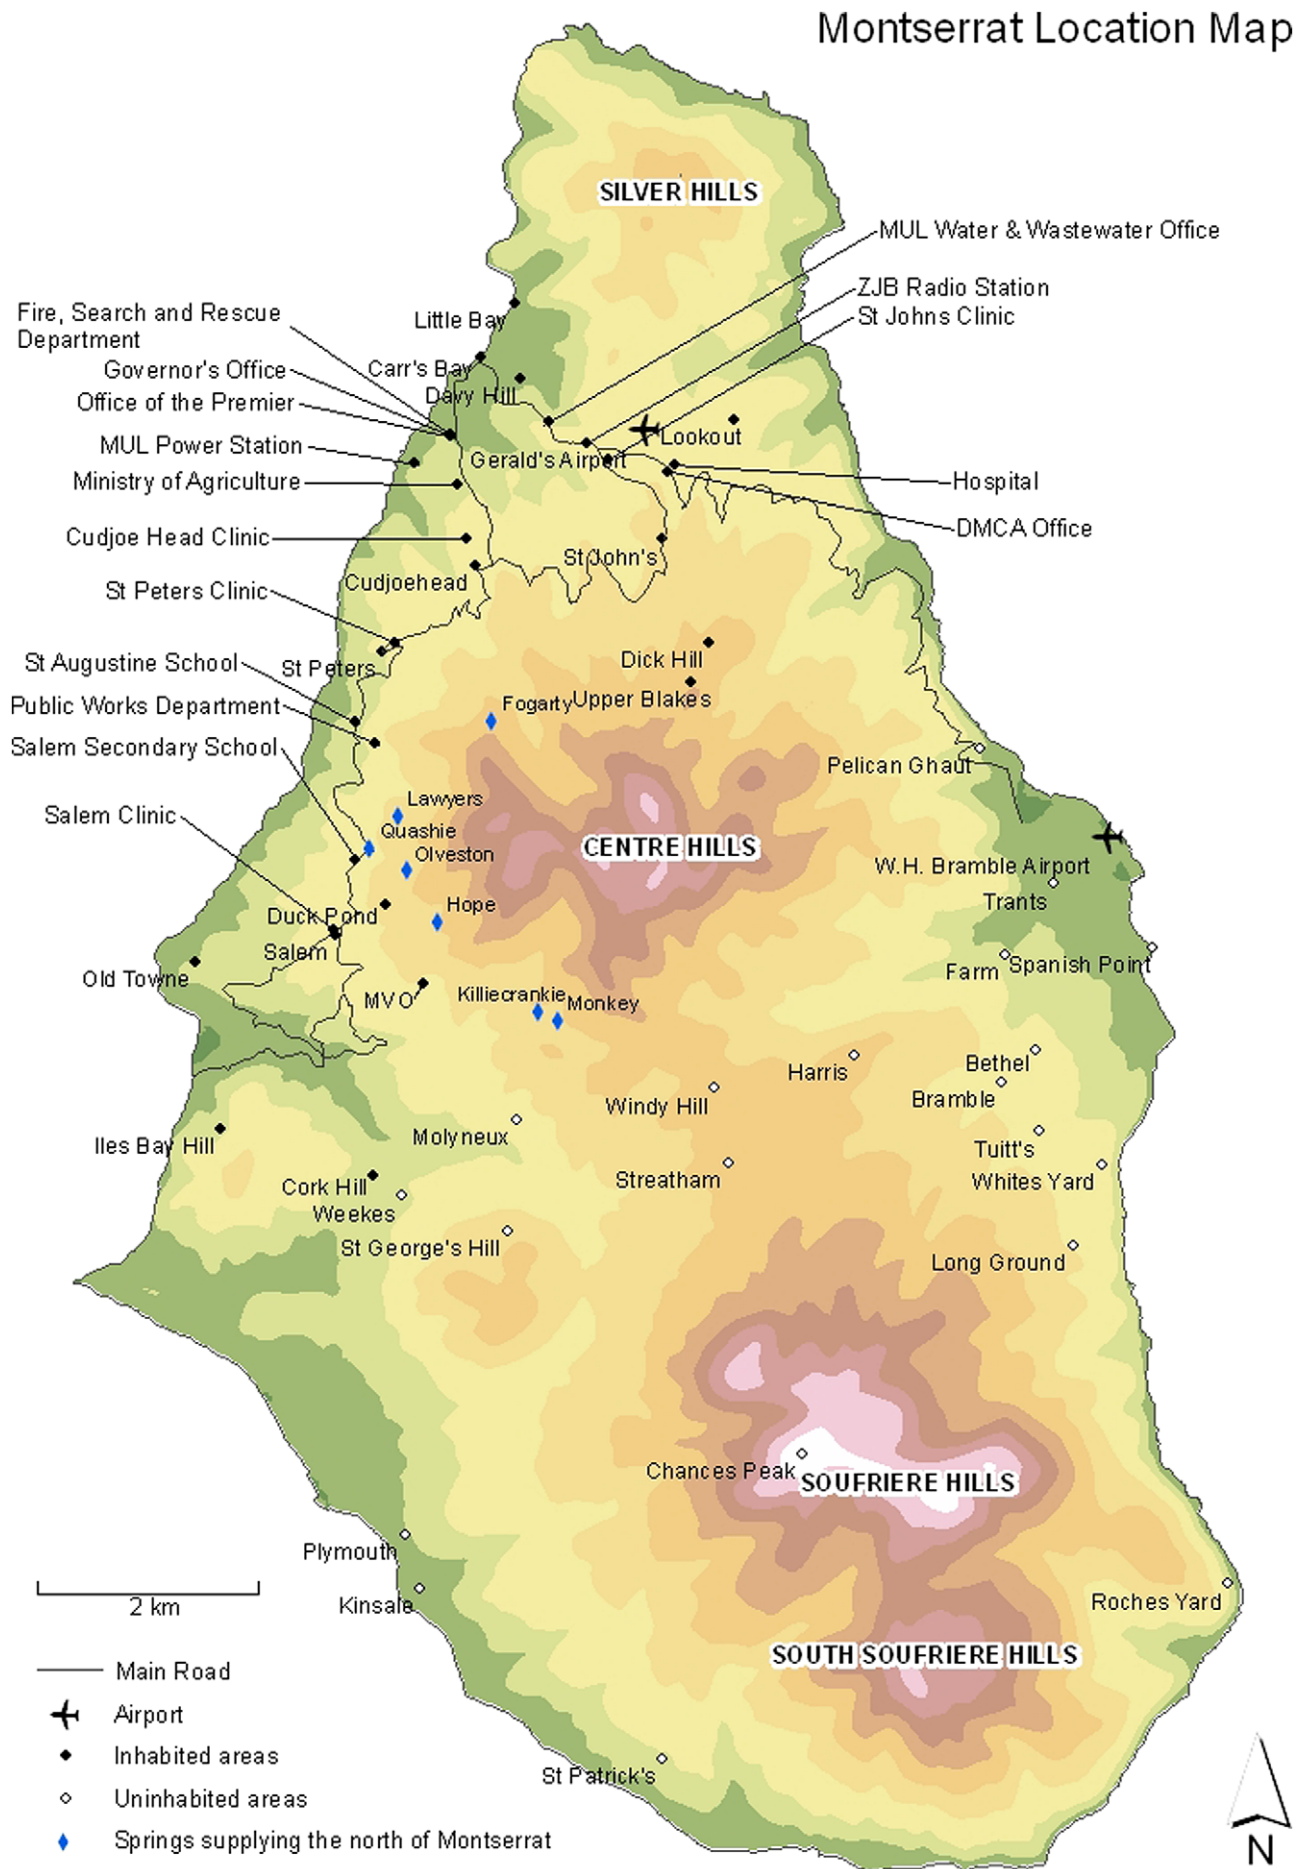 Montserrat Location Map
SILVER HILLS
MUL Water & Wastewater Office
ZJB Radio Station
St Johns Clinic
Fire, Search and Rescue
Department
Little Bay
Governor's Office
Carr's Bay
Davy Hill
Office of the Premier
MUL Power Station
Lookout
Gerald's Airport
Ministry of Agriculture
Hospital
DMCA Office
Cudjoe Head Clinic
St John's
Cudjoehead
St Peters Clinic
St Peters
Dick Hill
St Augustine School
Upper Blakes
Fogarty
Public Works Department
Salem Secondary School
Pelican Ghaut
Lawyers
Salem Clinic
Quashie
Olveston
CENTRE HILLS
W.H. Bramble Airport
Trants
Hope
Duck Pond
Salem
Old Towne
Farm
Spanish Point
MVO
Killiecrankie
Monkey
Harris
Bethel
Bramble
Windy Hill
Molyneux
Iles Bay Hill
Tuitt's
Whites Yard
Streatham
Cork Hill
Weekes
St George's Hill
Long Ground
Chances Peak
SOUFRIERE HILLS
Plymouth
Kinsale
Roches Yard
SOUTH SOUFRIERE HILLS
St Patrick's
2 km
Main Road
Airport
Inhabited areas
Uninhabited areas
Springs supplying the north of Montserrat
N